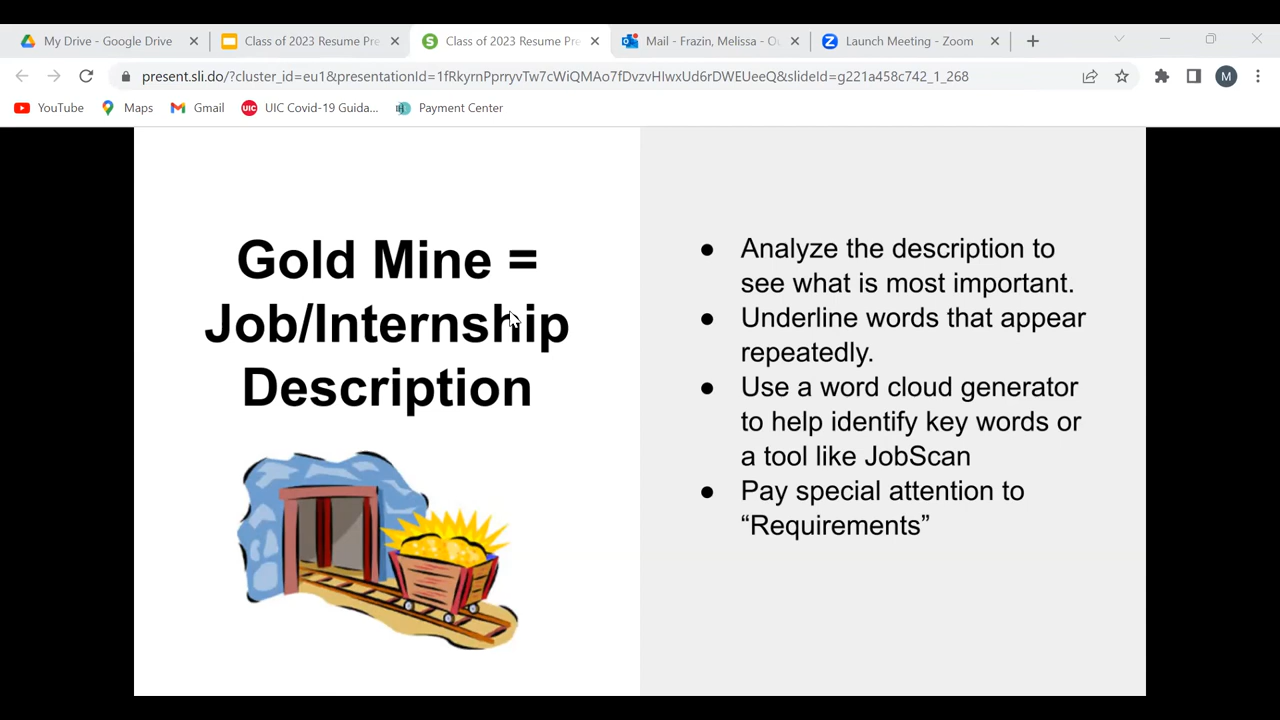 My Drive - Google Drive
Class of 2023 Resume Pre
Class of 2023 Resume Pre
Mail - Frazin, Melissa - Ou
Launch Meeting - Zoom
present.sli.do/?cluster_id=eu1&presentationId=1fRkyrnPprryvTw7cWiQMAo7fDvzvHIwxUd6rDWEUeeQ&slideId=g221a458c742_1_268
M
YouTube
Maps
Gmail
UIC
UIC Covid-19 Guida...
Payment Center
Gold Mine =
Job/Internship
Description
● Analyze the description to
see what is most important.
● Underline words that appear
repeatedly.
● Use a word cloud generator
to help identify key words or
a tool like JobScan
● Pay special attention to
“Requirements”